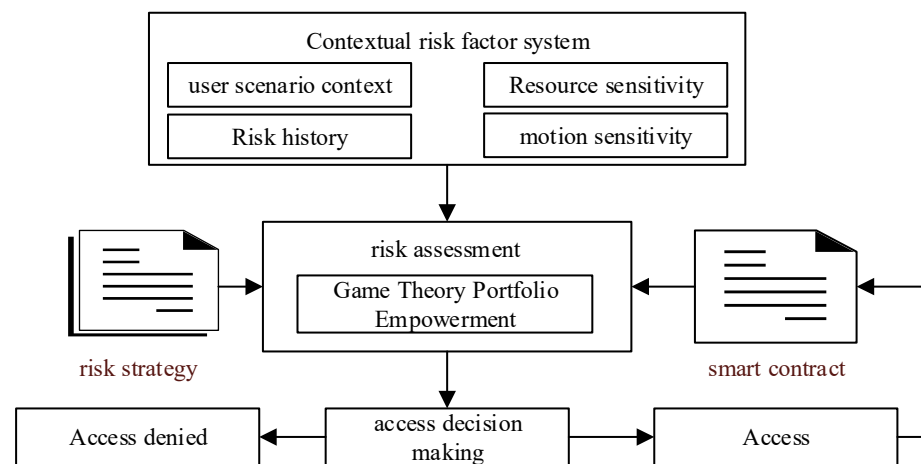 Contextual risk factor system
user scenario context
Resource sensitivity
Risk history
motion sensitivity
risk assessment
Game Theory Portfolio
Empowerment
risk strategy
smart contract
Access denied
access decision
making
Access